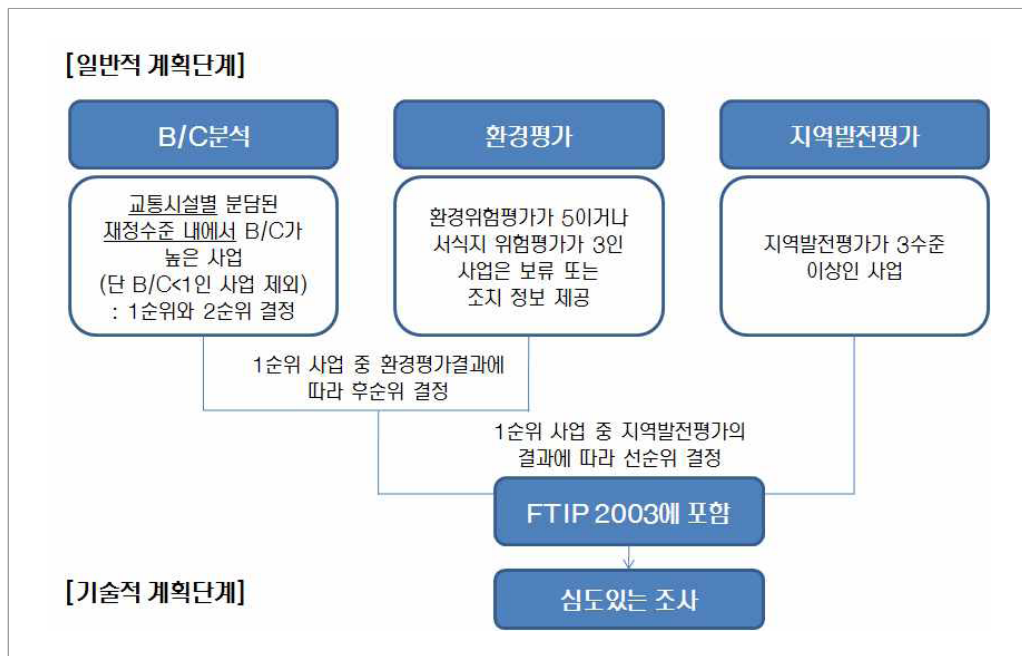 [일반적 계획단계]
B/C분석
교통시설별 분담된
재정수준 내에서 B/C가
높은 사업
(단 B/C<1인 사업 제외)
: 1순위와 2순위 결정
환경평가
환경위험평가가 5이거나
서식지 위험평가가 3인
사업은 보류 또는
조치 정보 제공
지역발전평가
지역발전평가가 3수준
이상인 사업
1순위 사업 중 환경평가결과에
따라 후순위 결정
1순위 사업 중 지역발전평가의
결과에 따라 선순위 결정
FTIP 2003에 포함
[기술적 계획단계]
심도있는 조사